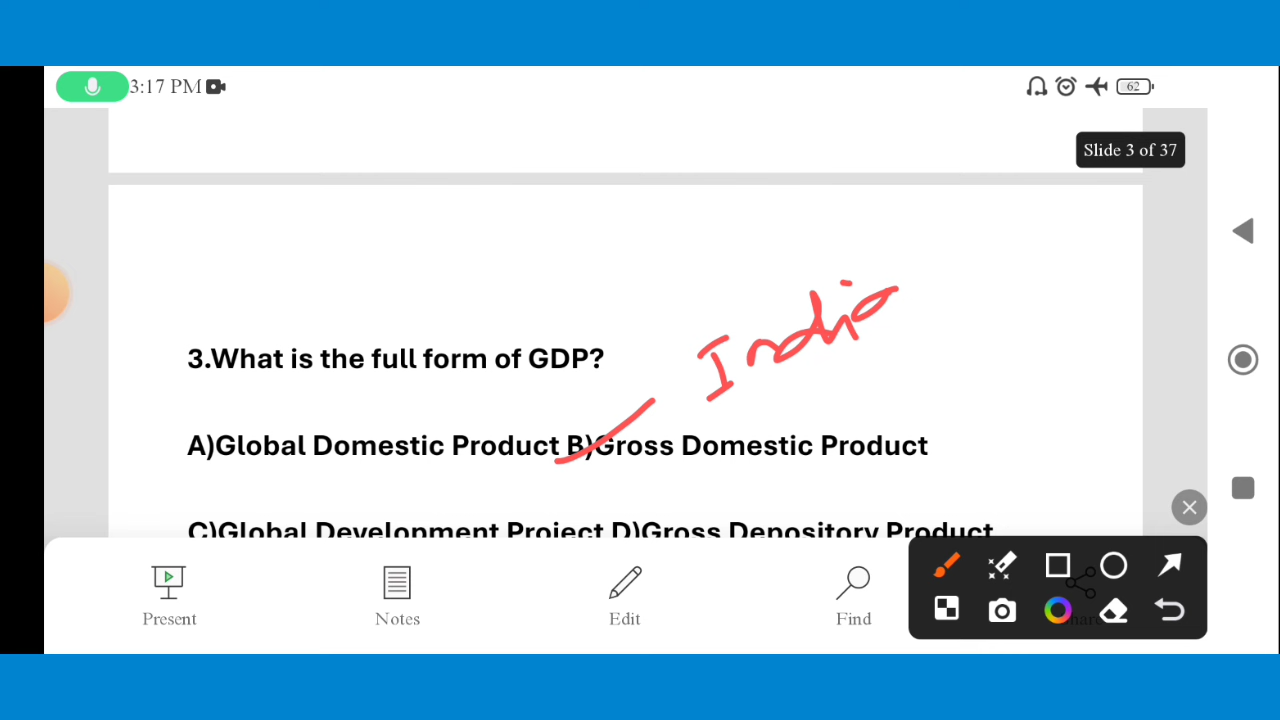 3:17 PM
62
Slide 3 of 37
India
3.What is the full form of GDP?
A)Global Domestic Product B)Gross Domestic Product
C)Global Development Project D)Gross Depository Product
Present
Notes
Edit
Find
Share